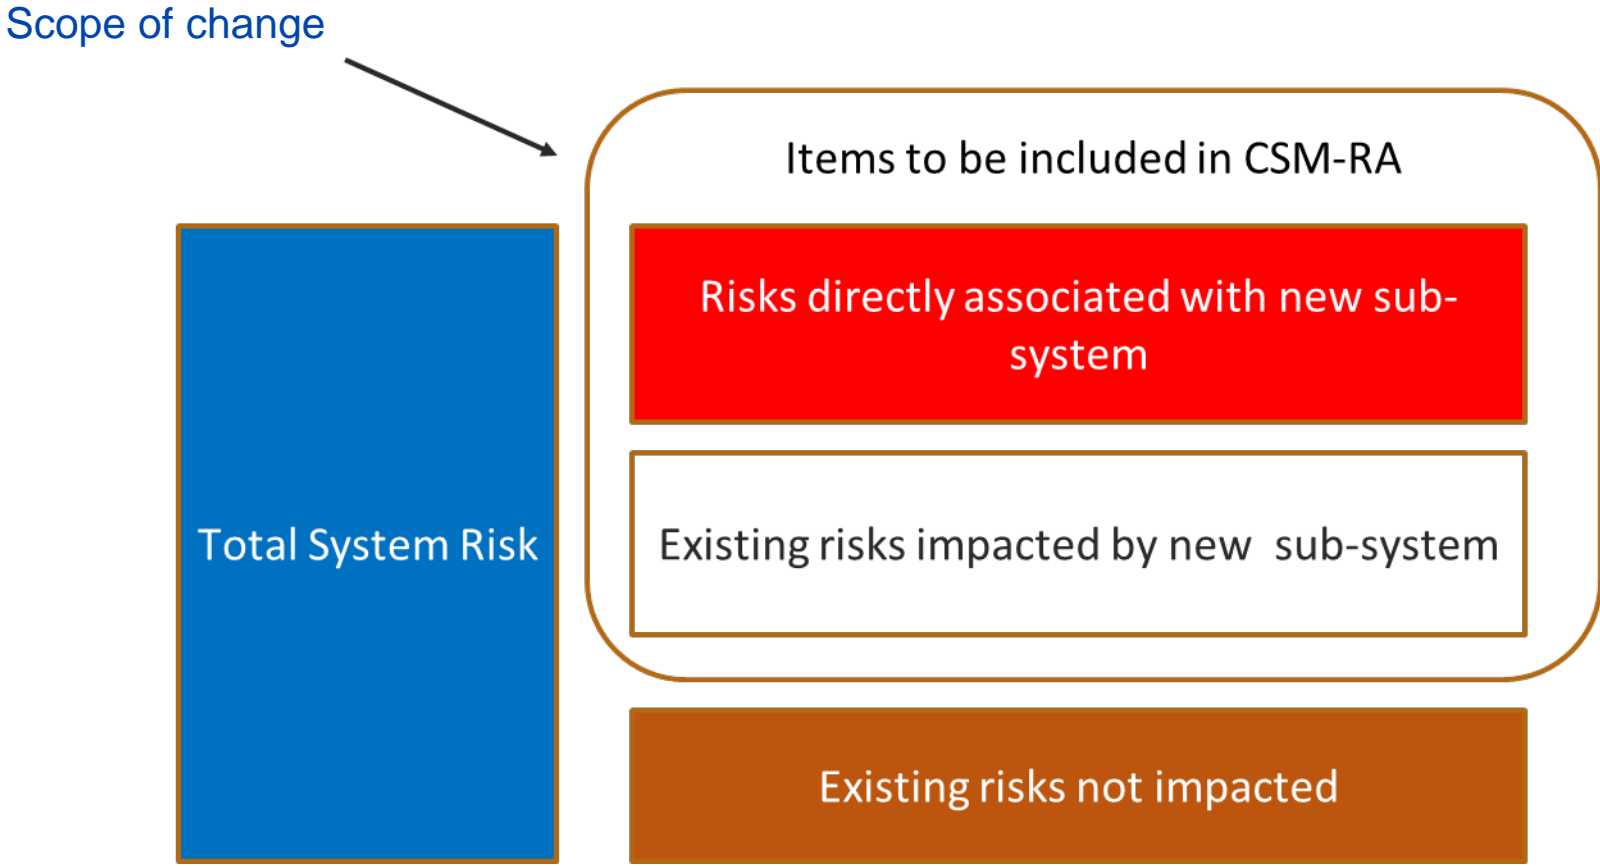 Scope of change
Items to be included in CSM-RA
Risks directly associated with new sub-
system
Total System Risk
Existing risks impacted by new  sub-system
Existing risks not impacted